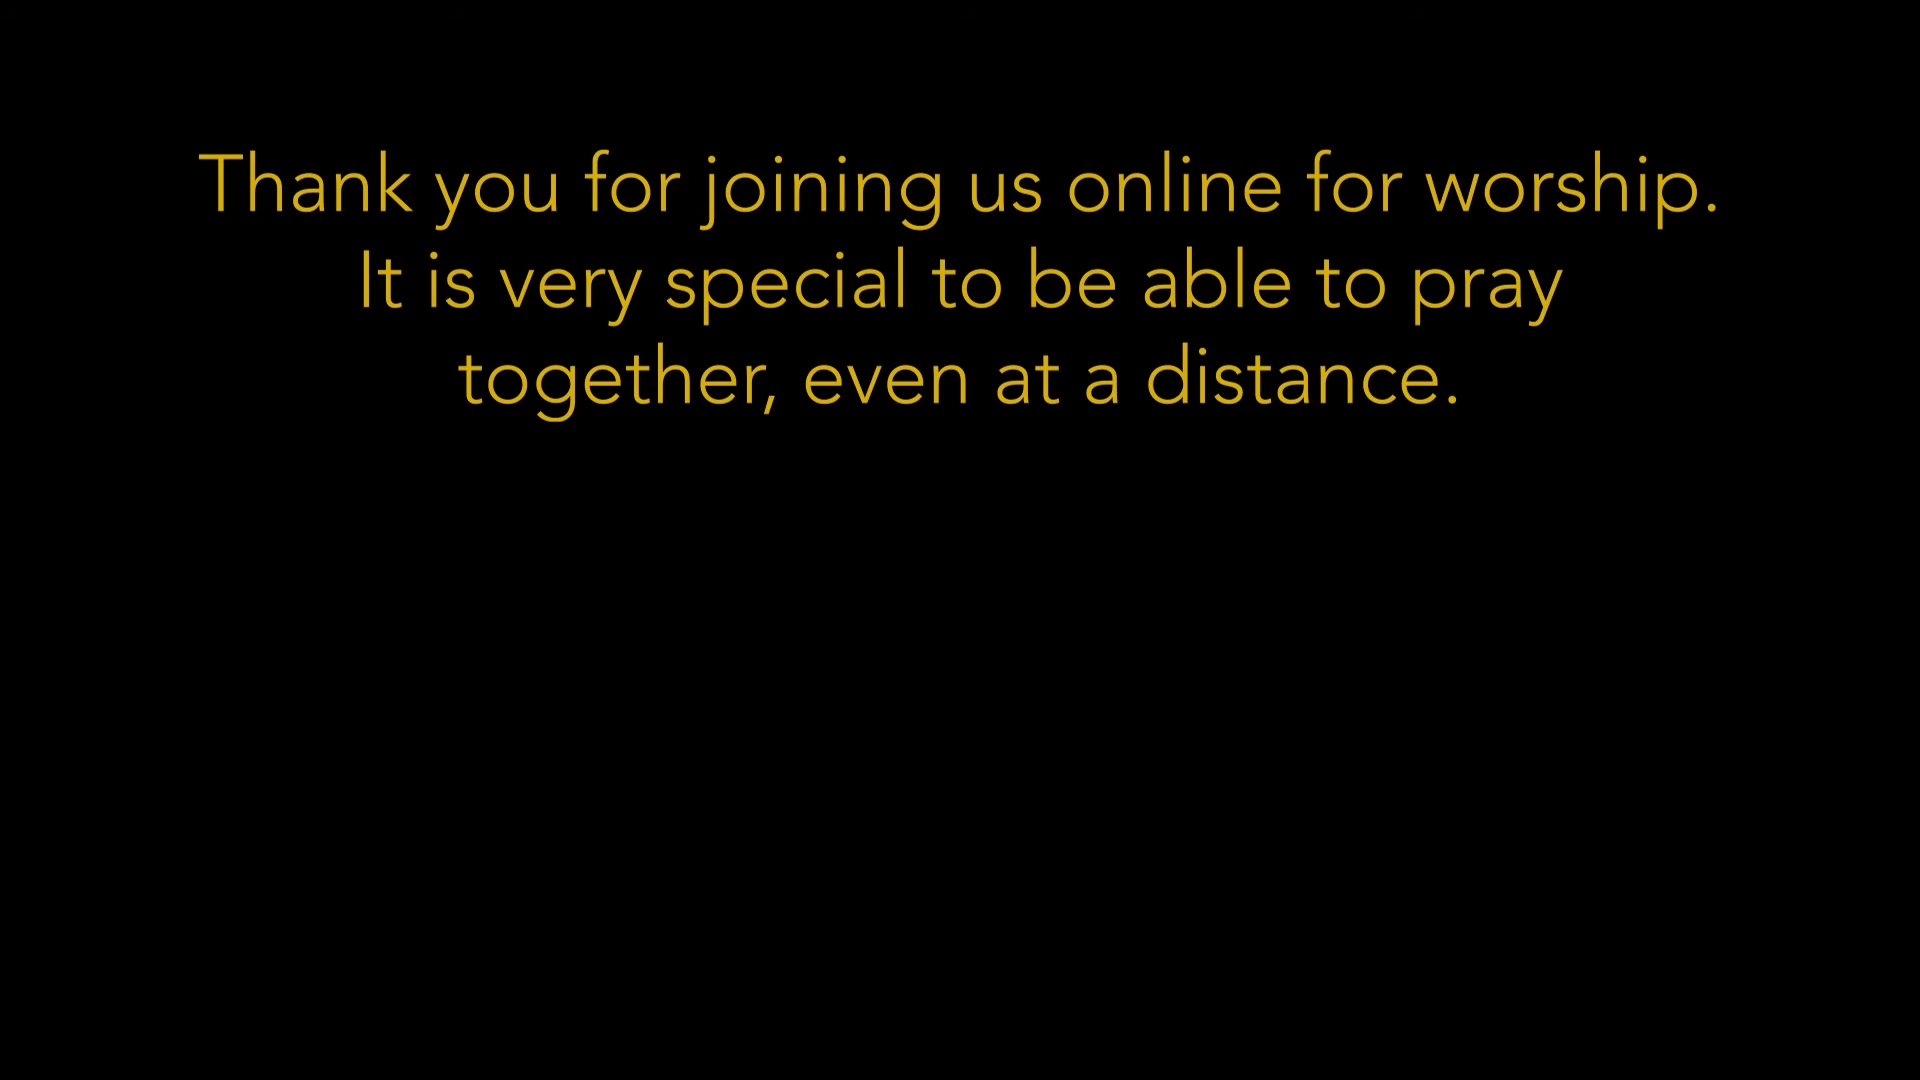 Thank you for joining us online for worship.
It is very special to be able to pray
together, even at a distance.